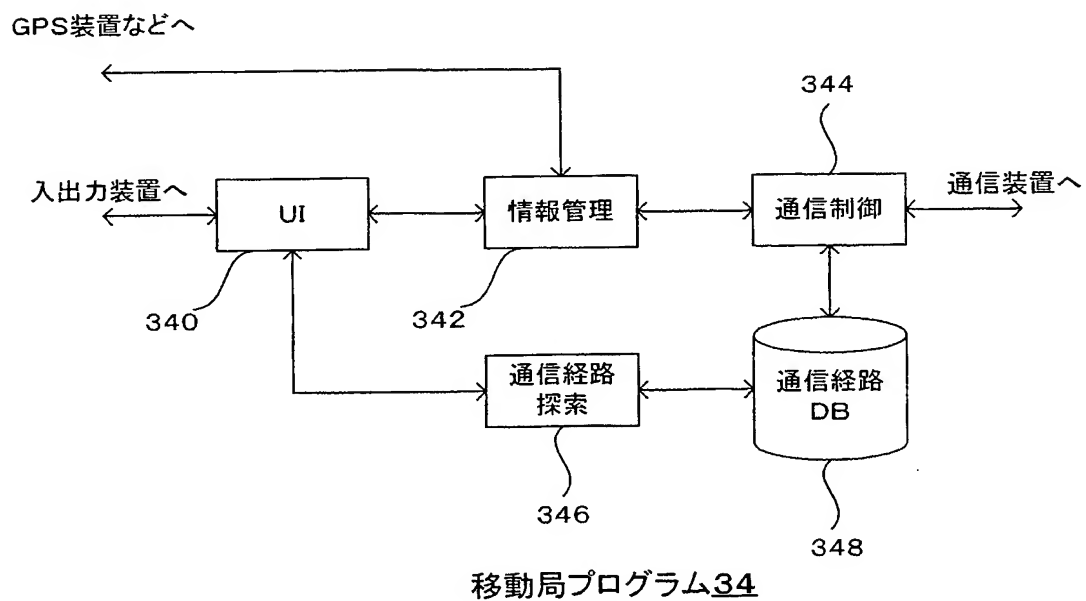 GPS装置などへ
344
入出力装置へ
UI
情報管理
通信制御
通信装置へ
340
342
通信経路
探索
通信経路
DB
346
348
移動局プログラム34